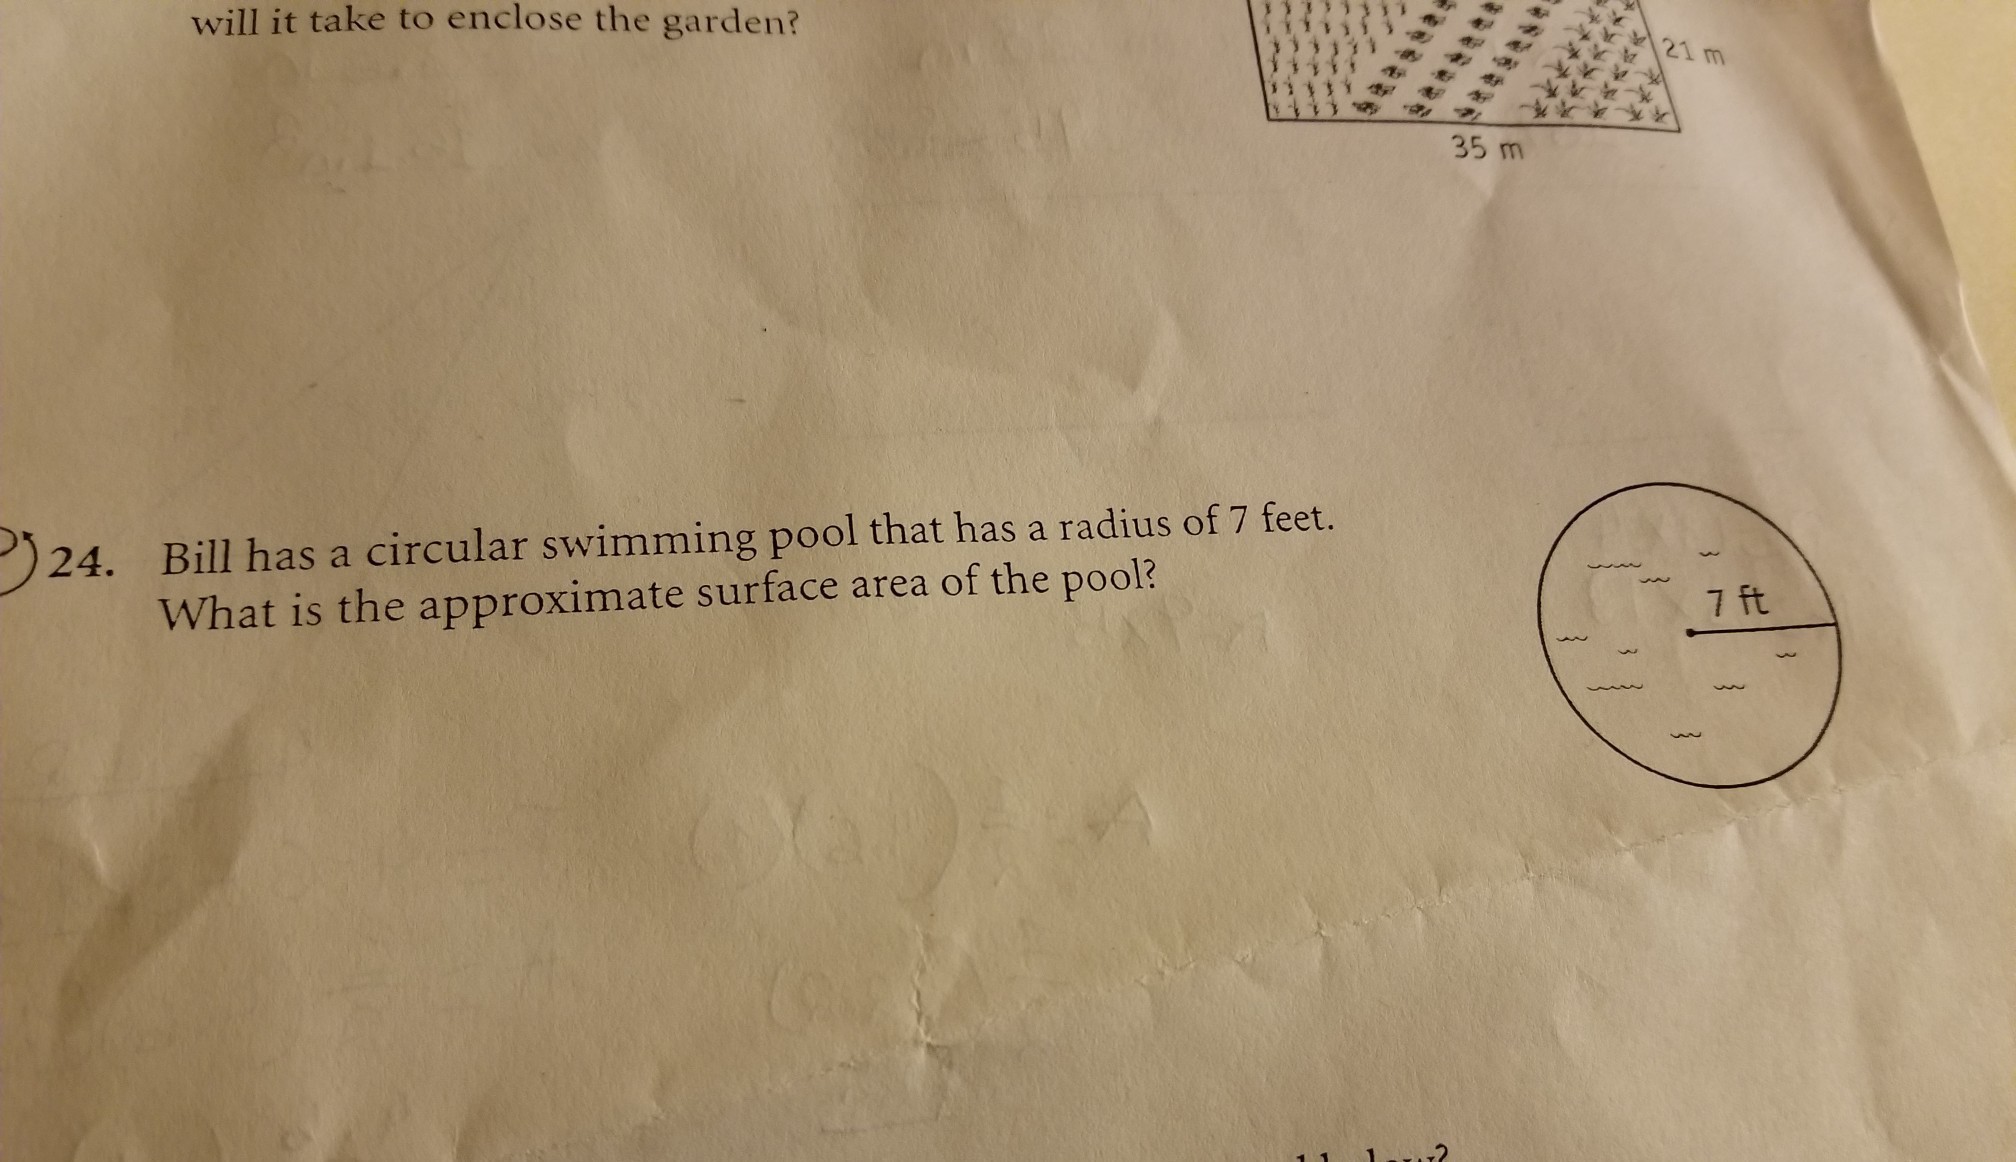 will it take to enclose the garden?
21 m
35 m
24. Bill has a circular swimming pool that has a radius of 7 feet.
What is the approximate surface area of the pool?
7 ft